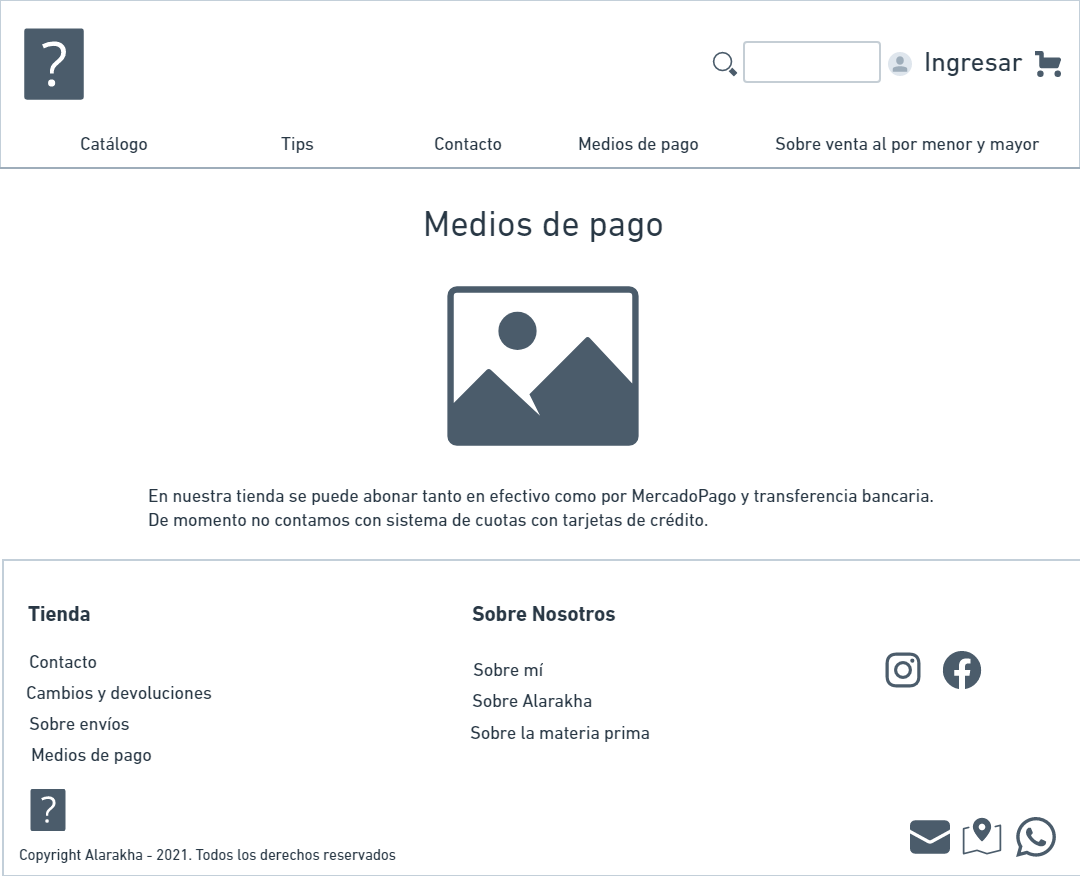 ?
Ingresar
Catálogo Tips Contacto Medios de pago Sobre venta al por menor y mayor
Medios de pago
En nuestra tienda se puede abonar tanto en efectivo como por MercadoPago y transferencia bancaria.
De momento no contamos con sistema de cuotas con tarjetas de crédito.
Tienda
Contacto
Cambios y devoluciones
Sobre envíos
Medios de pago
Sobre Nosotros
Sobre mí
Sobre Alarakha
Sobre la materia prima
?
Copyright Alarakha - 2021. Todos los derechos reservados